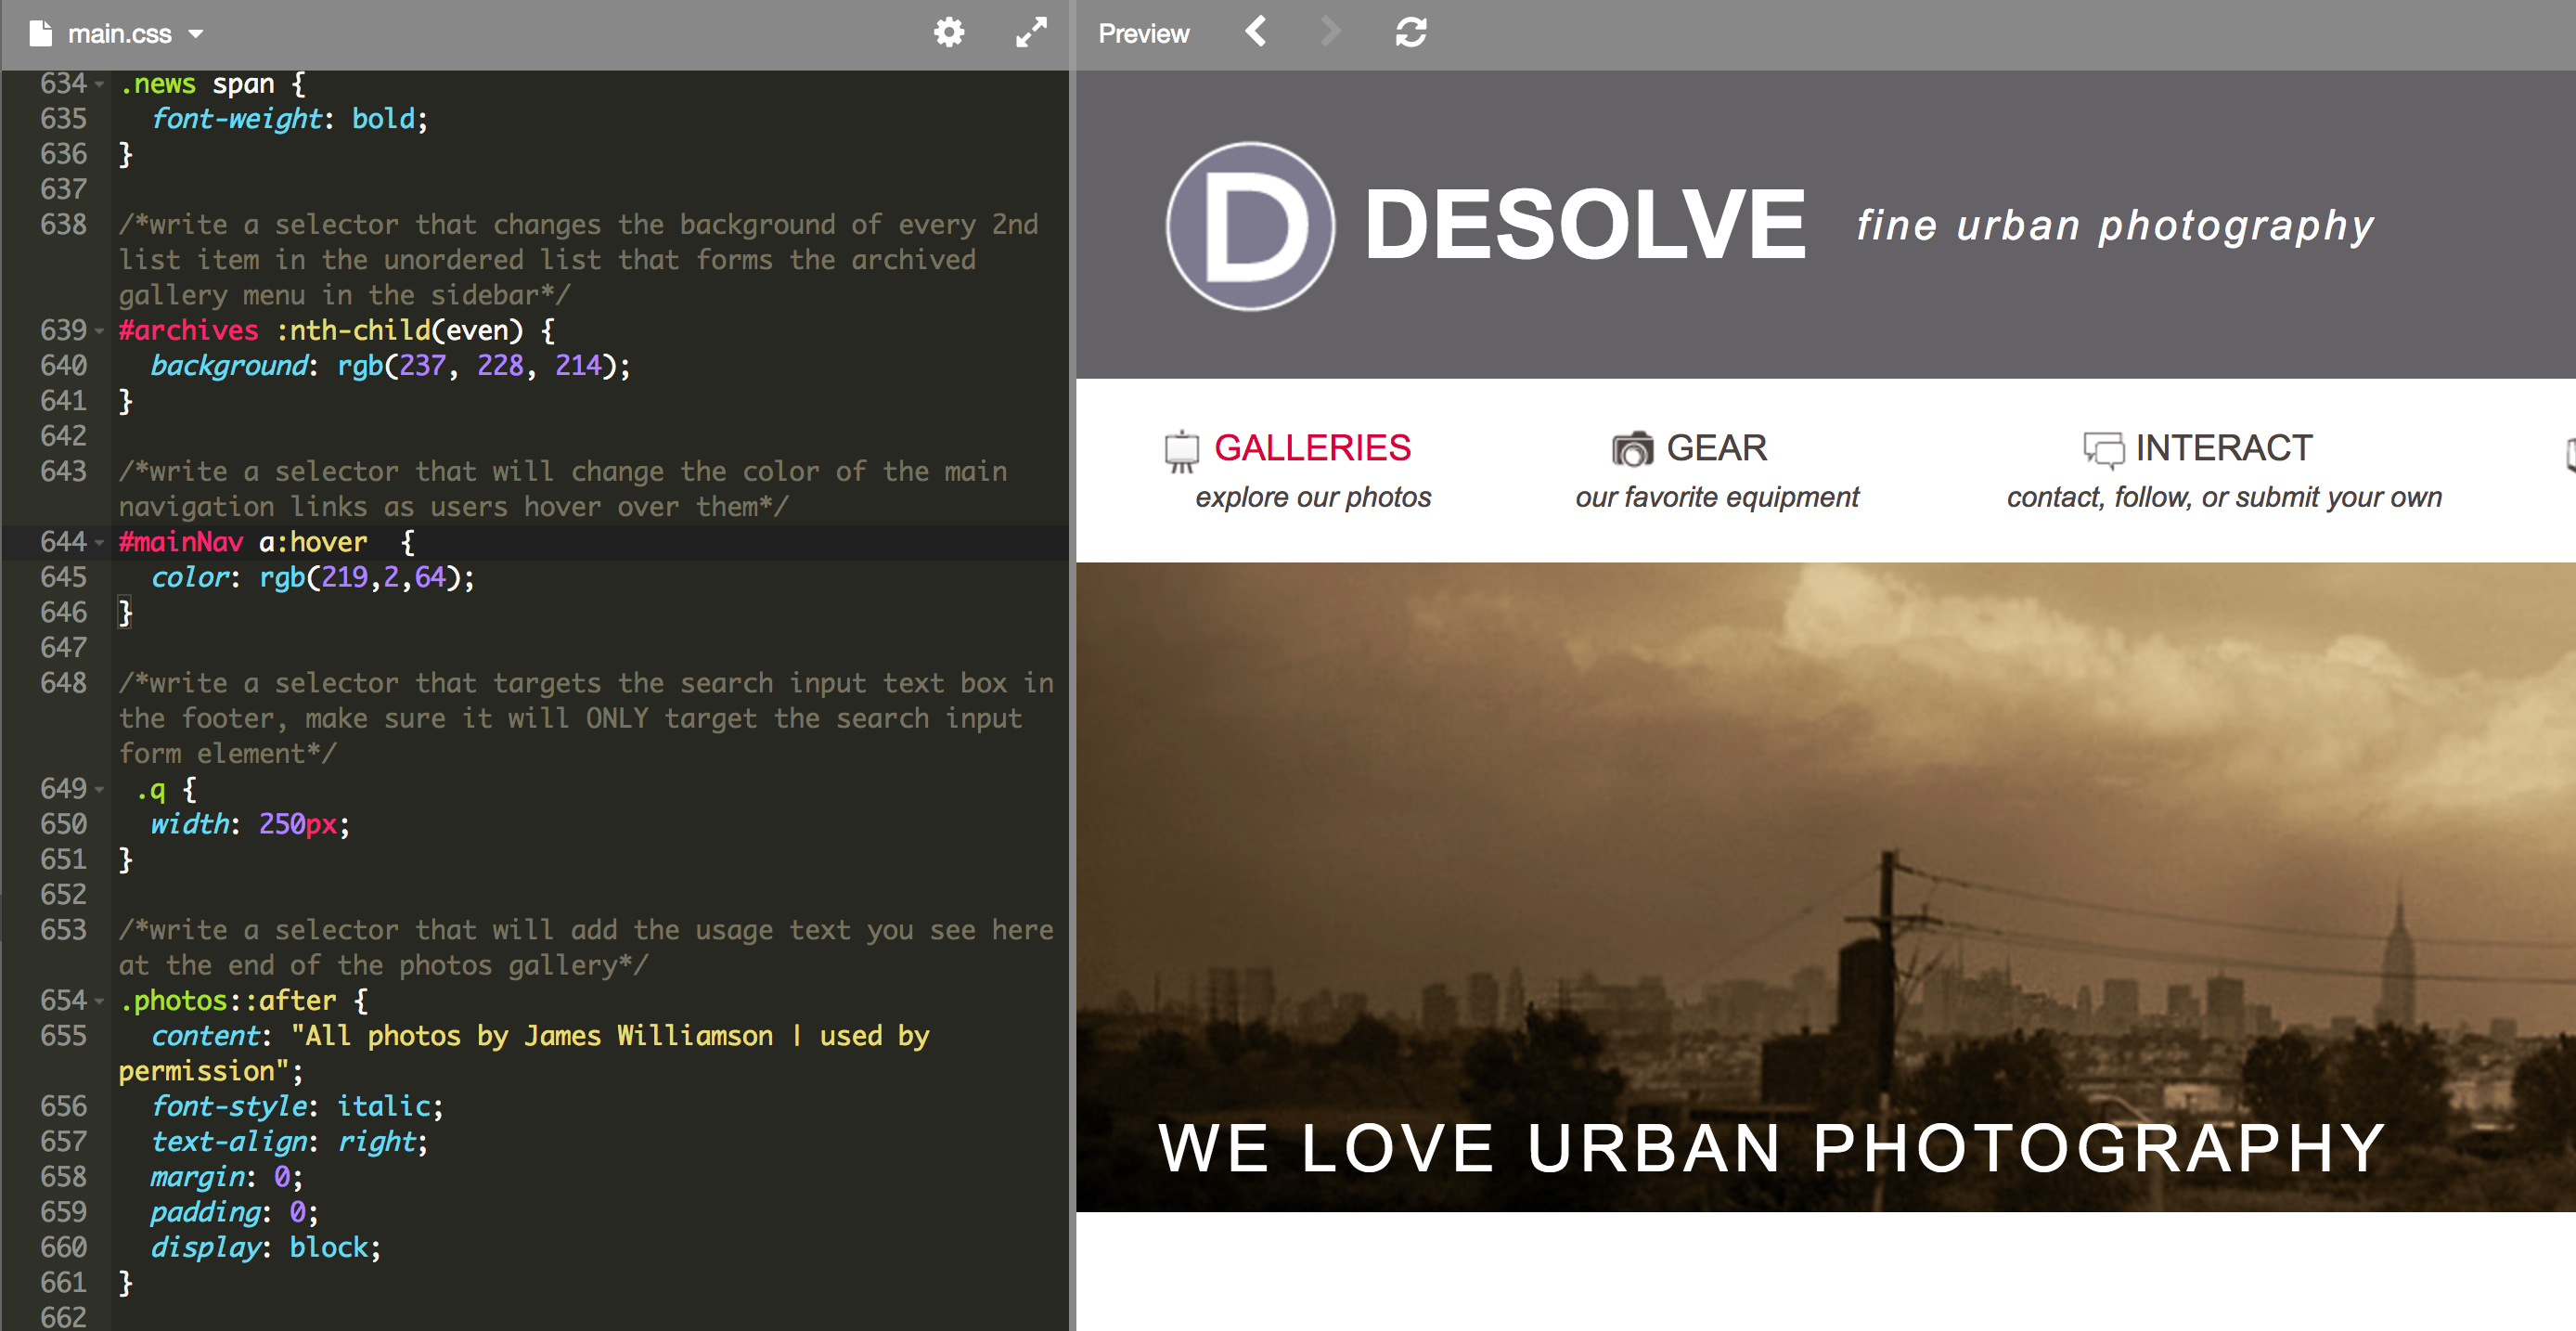 main.css
634 .news span {
635 font-weight: bold;
636 }
637
638 /*write a selector that changes the background of every 2nd
list item in the unordered list that forms the archived
gallery menu in the sidebar*/
639 #archives :nth-child(even) {
640 background: rgb(237, 228, 214);
641 }
642
643 /*write a selector that will change the color of the main
navigation links as users hover over them*/
644 #mainNav a:hover  {
645 color: rgb(219,2,64);
646 }
647
648 /*write a selector that targets the search input text box in
the footer, make sure it will ONLY target the search input
form element*/
649 .q {
650 width: 250px;
651 }
652
653 /*write a selector that will add the usage text you see here
at the end of the photos gallery*/
654 .photos::after {
655 content: "All photos by James Williamson | used by
permission";
656 font-style: italic;
657 text-align: right;
658 margin: 0;
659 padding: 0;
660 display: block;
661 }
662
Preview
D DESOLVE fine urban photography
GALLERIES
explore our photos
GEAR
our favorite equipment
INTERACT
contact, follow, or submit your own
WE LOVE URBAN PHOTOGRAPHY